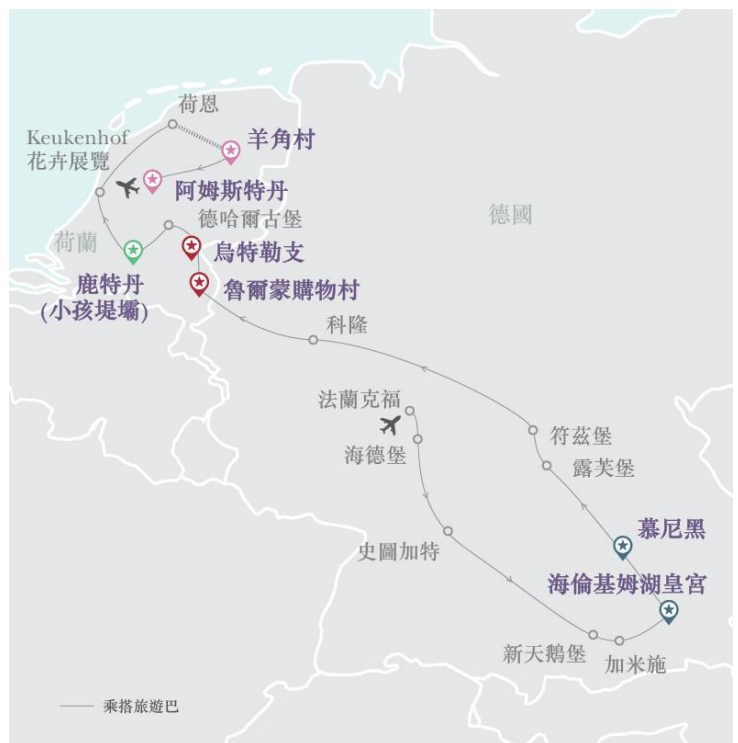 荷恩
Keukenhof
花卉展覽
羊角村
阿姆斯特丹
德哈爾古堡
德國
荷蘭
烏特勒支
鹿特丹
(小孩堤壩)
魯爾蒙購物村
科隆
法蘭克福
海德堡
符茲堡
露芙堡
史圖加特
慕尼黑
海倫基姆湖皇宮
新天鵝堡
加米施
乘搭旅遊巴